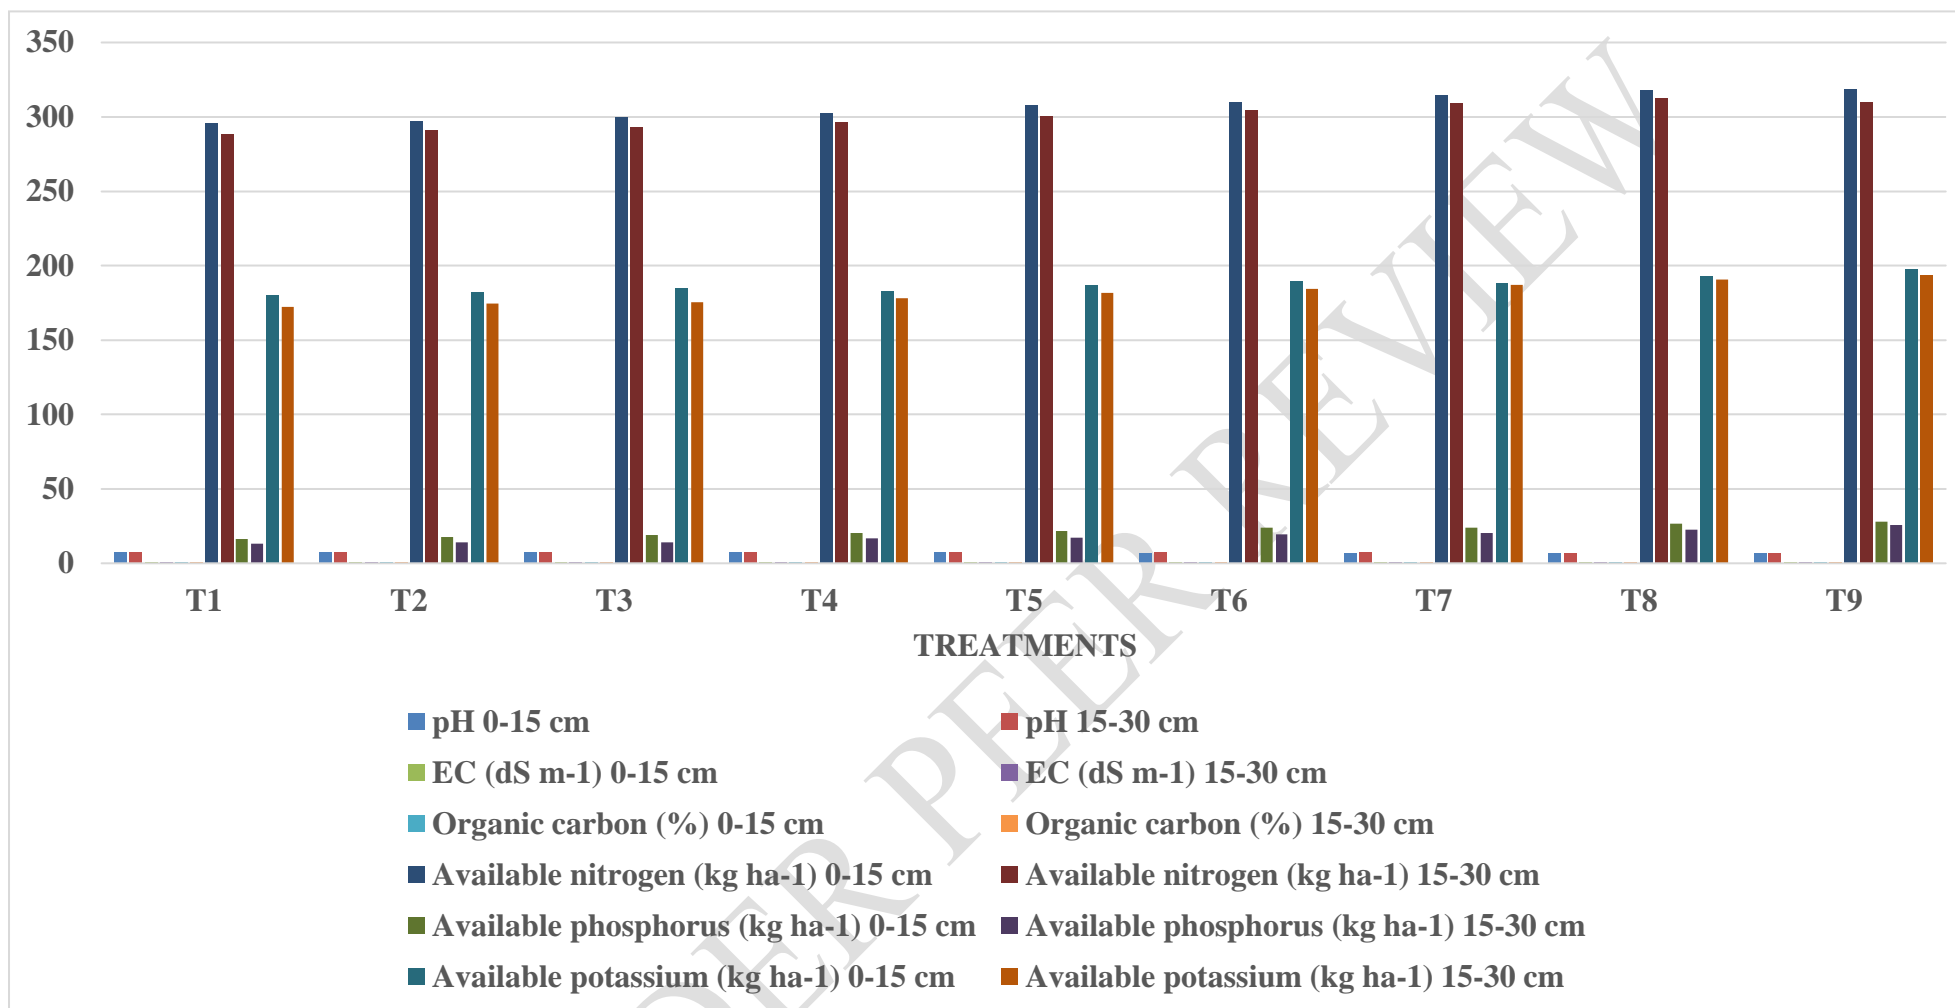 350
300
250
200
150
100
50
0
T1 T2 T3 T4 T5 T6 T7 T8 T9
TREATMENTS
pH 0-15 cm pH 15-30 cm
EC (dS m-1) 0-15 cm EC (dS m-1) 15-30 cm
Organic carbon (%) 0-15 cm Organic carbon (%) 15-30 cm
Available nitrogen (kg ha-1) 0-15 cm Available nitrogen (kg ha-1) 15-30 cm
Available phosphorus (kg ha-1) 0-15 cm Available phosphorus (kg ha-1) 15-30 cm
Available potassium (kg ha-1) 0-15 cm Available potassium (kg ha-1) 15-30 cm
DER PEER REVIEW